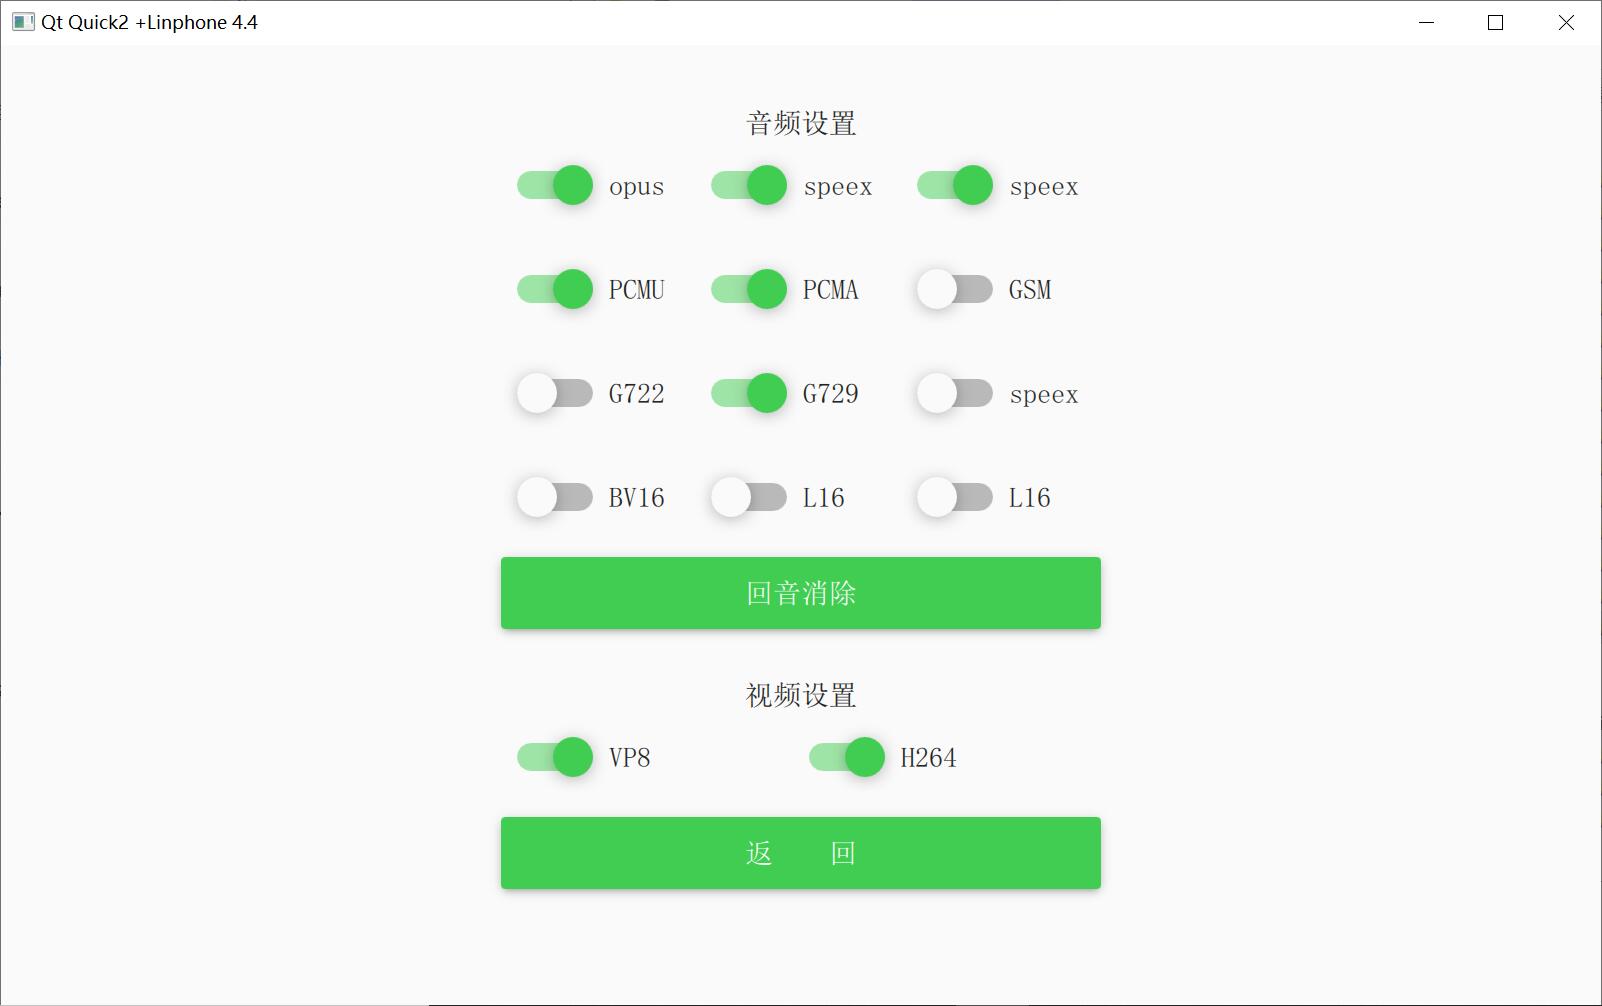 Qt Quick2 +Linphone 4.4
音频设置
opus speex speex
PCMU PCMA GSM
G722 G729 speex
BV16 L16 L16
回音消除
视频设置
VP8 H264
返 回